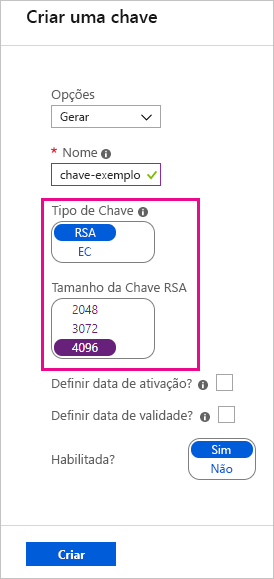 Criar uma chave
Opções
Gerar
* Nome
chave-exemplo
Tipo de Chave
RSA
EC
Tamanho da Chave RSA
2048
3072
4096
Definir data de ativação?
Definir data de validade?
Habilitada?
Sim
Não
Criar